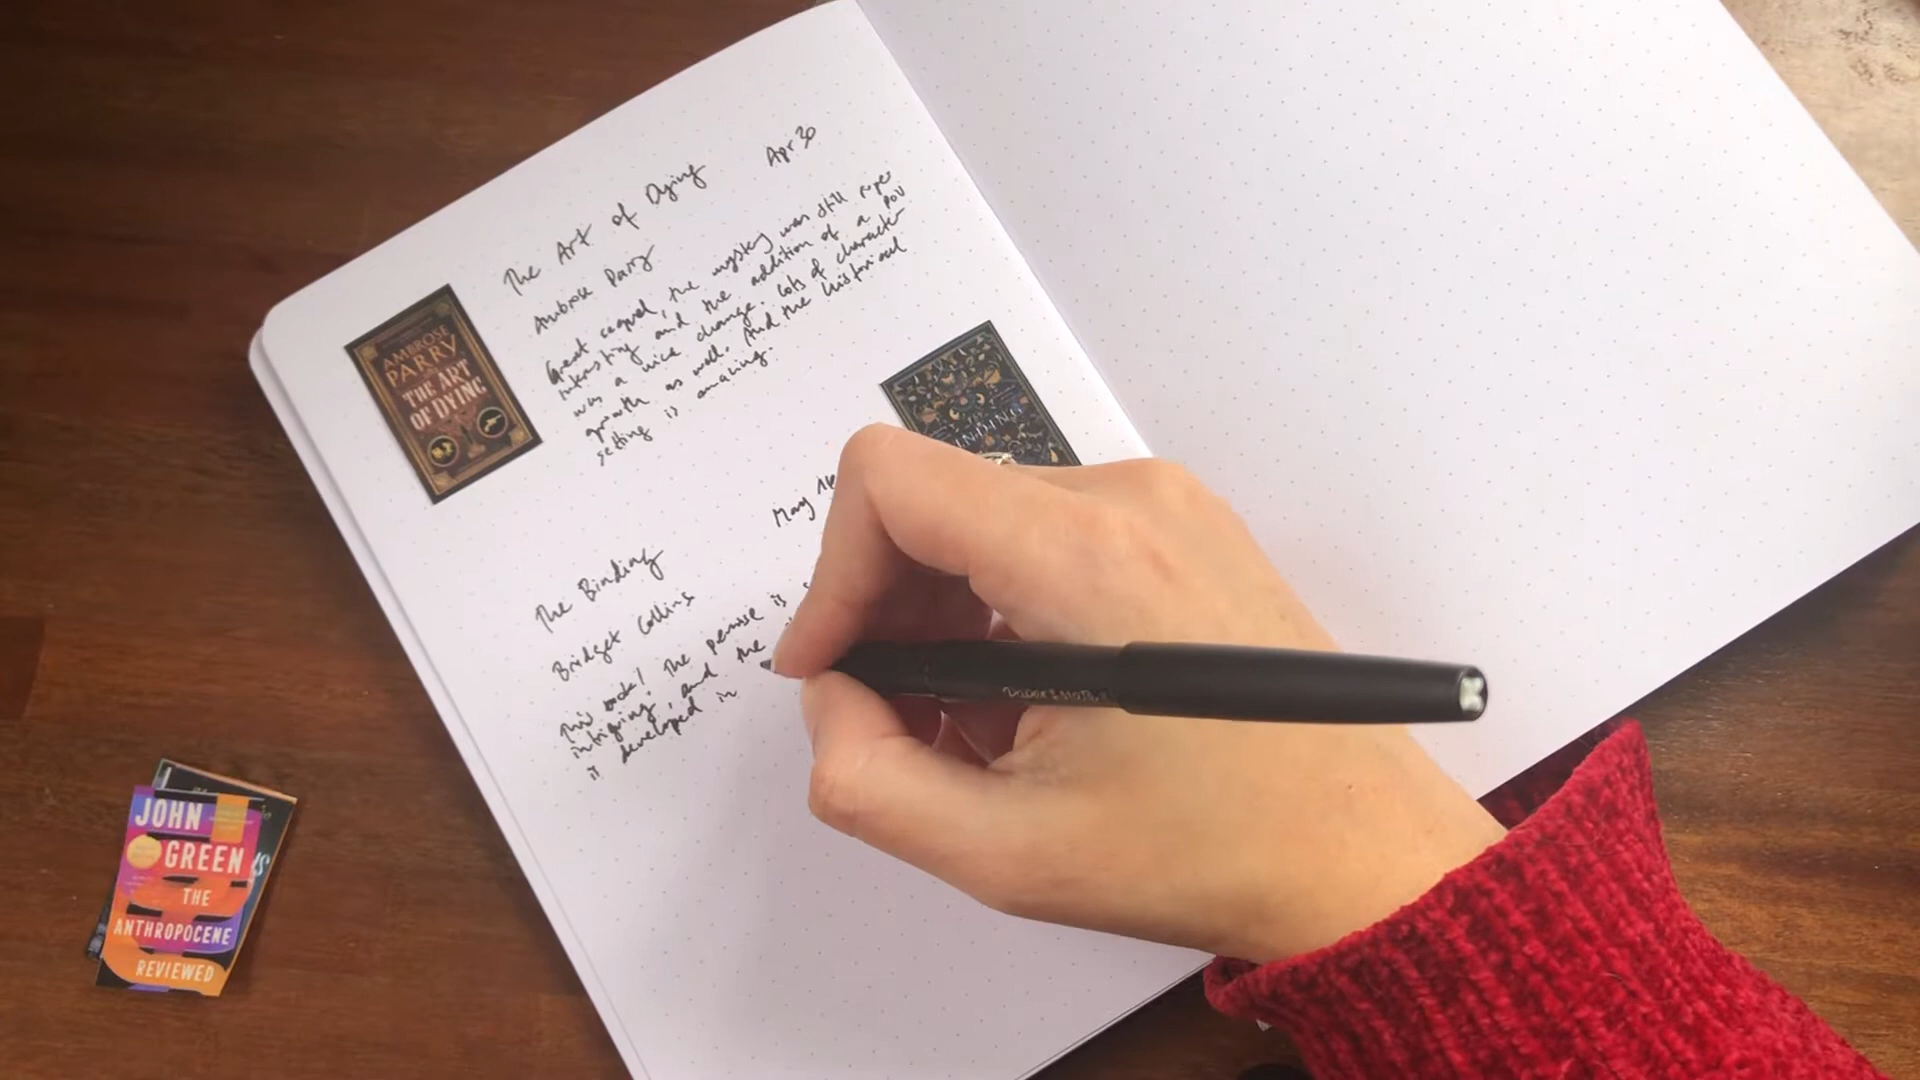 The Art of Dying Apr 30
Ambrose Parry
Great sequel, the mystery was still super
interesting and the addition of a POV
was a nice change. Lots of character
growth as well. And the historical
setting is amazing.
AMBROSE
PARRY
THE ART
OF DYING
BINDING
May
The Binding
Bridget Collins
This book! The premise is
intriguing, and the
is developed in
JOHN
GREEN
THE
ANTHROPOCENE
REVIEWED